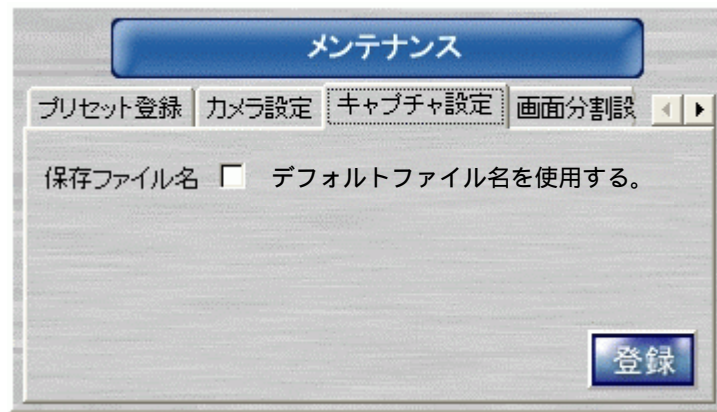 メンテナンス
プリセット登録 カメラ設定 キャプチャ設定 画面分割設
保存ファイル名 デフォルトファイル名を使用する。
登録